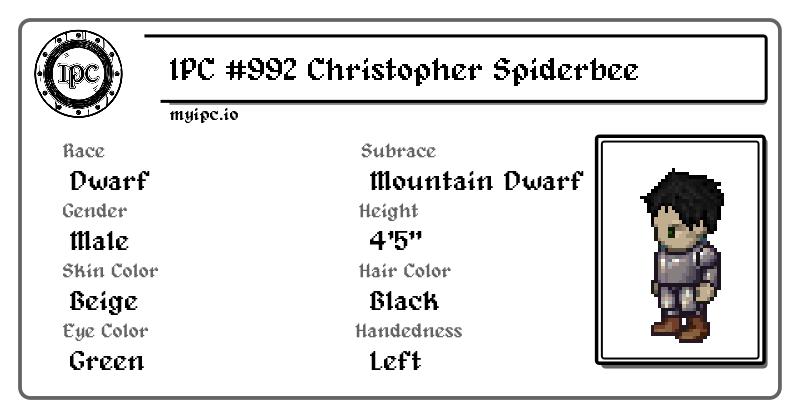 IPC
IPC #992 Christopher Spiderbee
myipc.io
Race
Dwarf
Subrace
Mountain Dwarf
Gender
Male
Height
4'5"
Skin Color
Beige
Hair Color
Black
Eye Color
Green
Handedness
Left